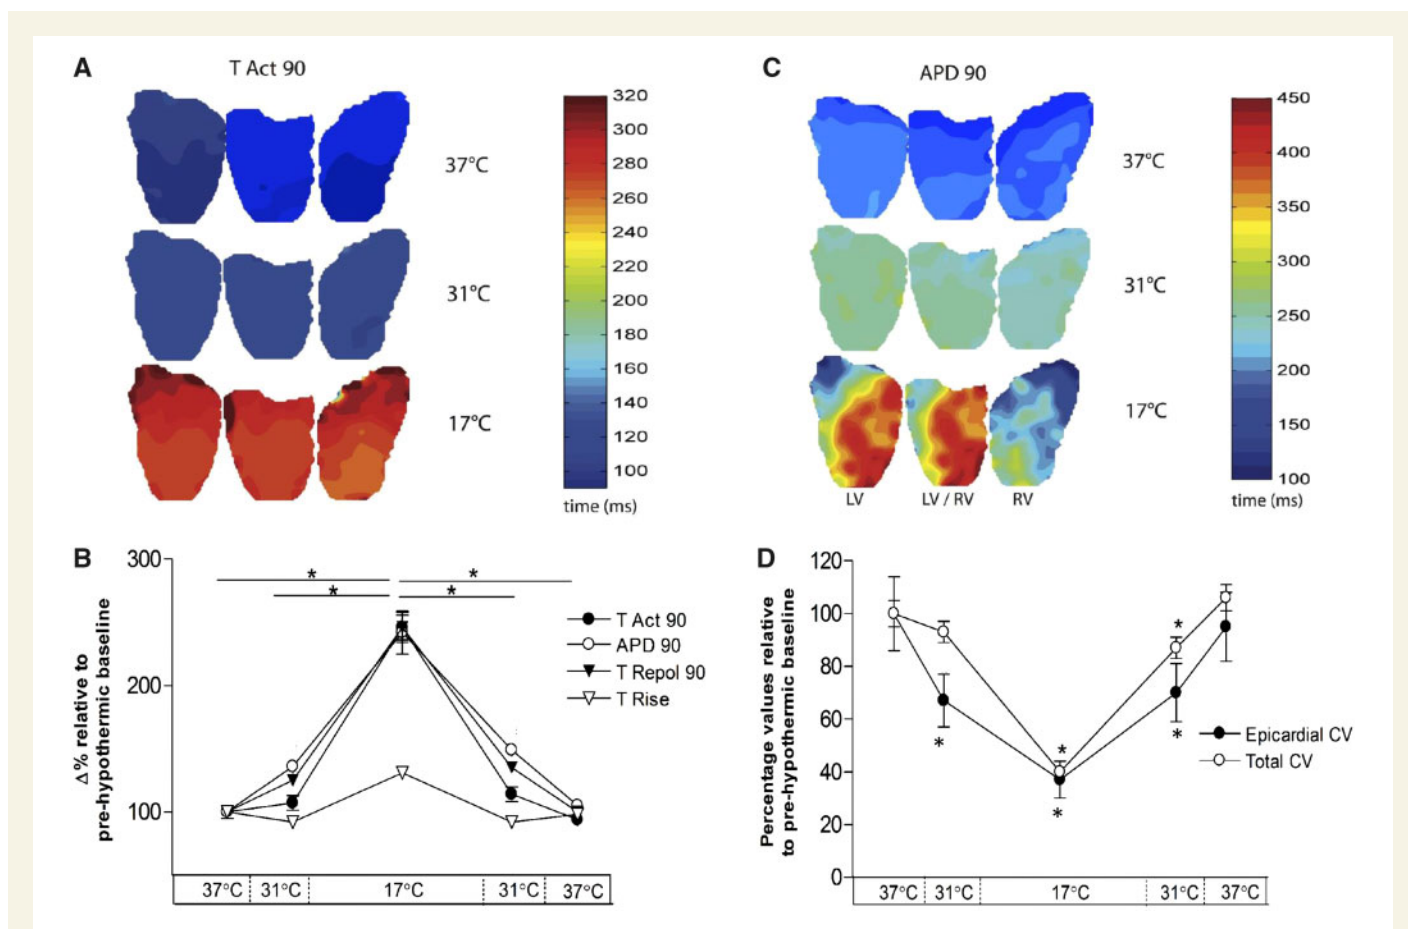 A
T Act 90
37°C
31°C
17°C
320
300
280
260
240
220
200
180
160
140
120
100
time (ms)
C
APD 90
37°C
31°C
17°C
LV
LV / RV
RV
450
400
350
300
250
200
150
100
time (ms)
B
Δ% relative to
pre-hypothermic baseline
300
200
100
*
*
*
*
T Act 90
APD 90
T Repol 90
T Rise
37°C 31°C 17°C 31°C 37°C
D
Percentage values relative
to pre-hypothermic baseline
120
100
80
60
40
20
0
*
*
*
*
*
Epicardial CV
Total CV
37°C 31°C 17°C 31°C 37°C